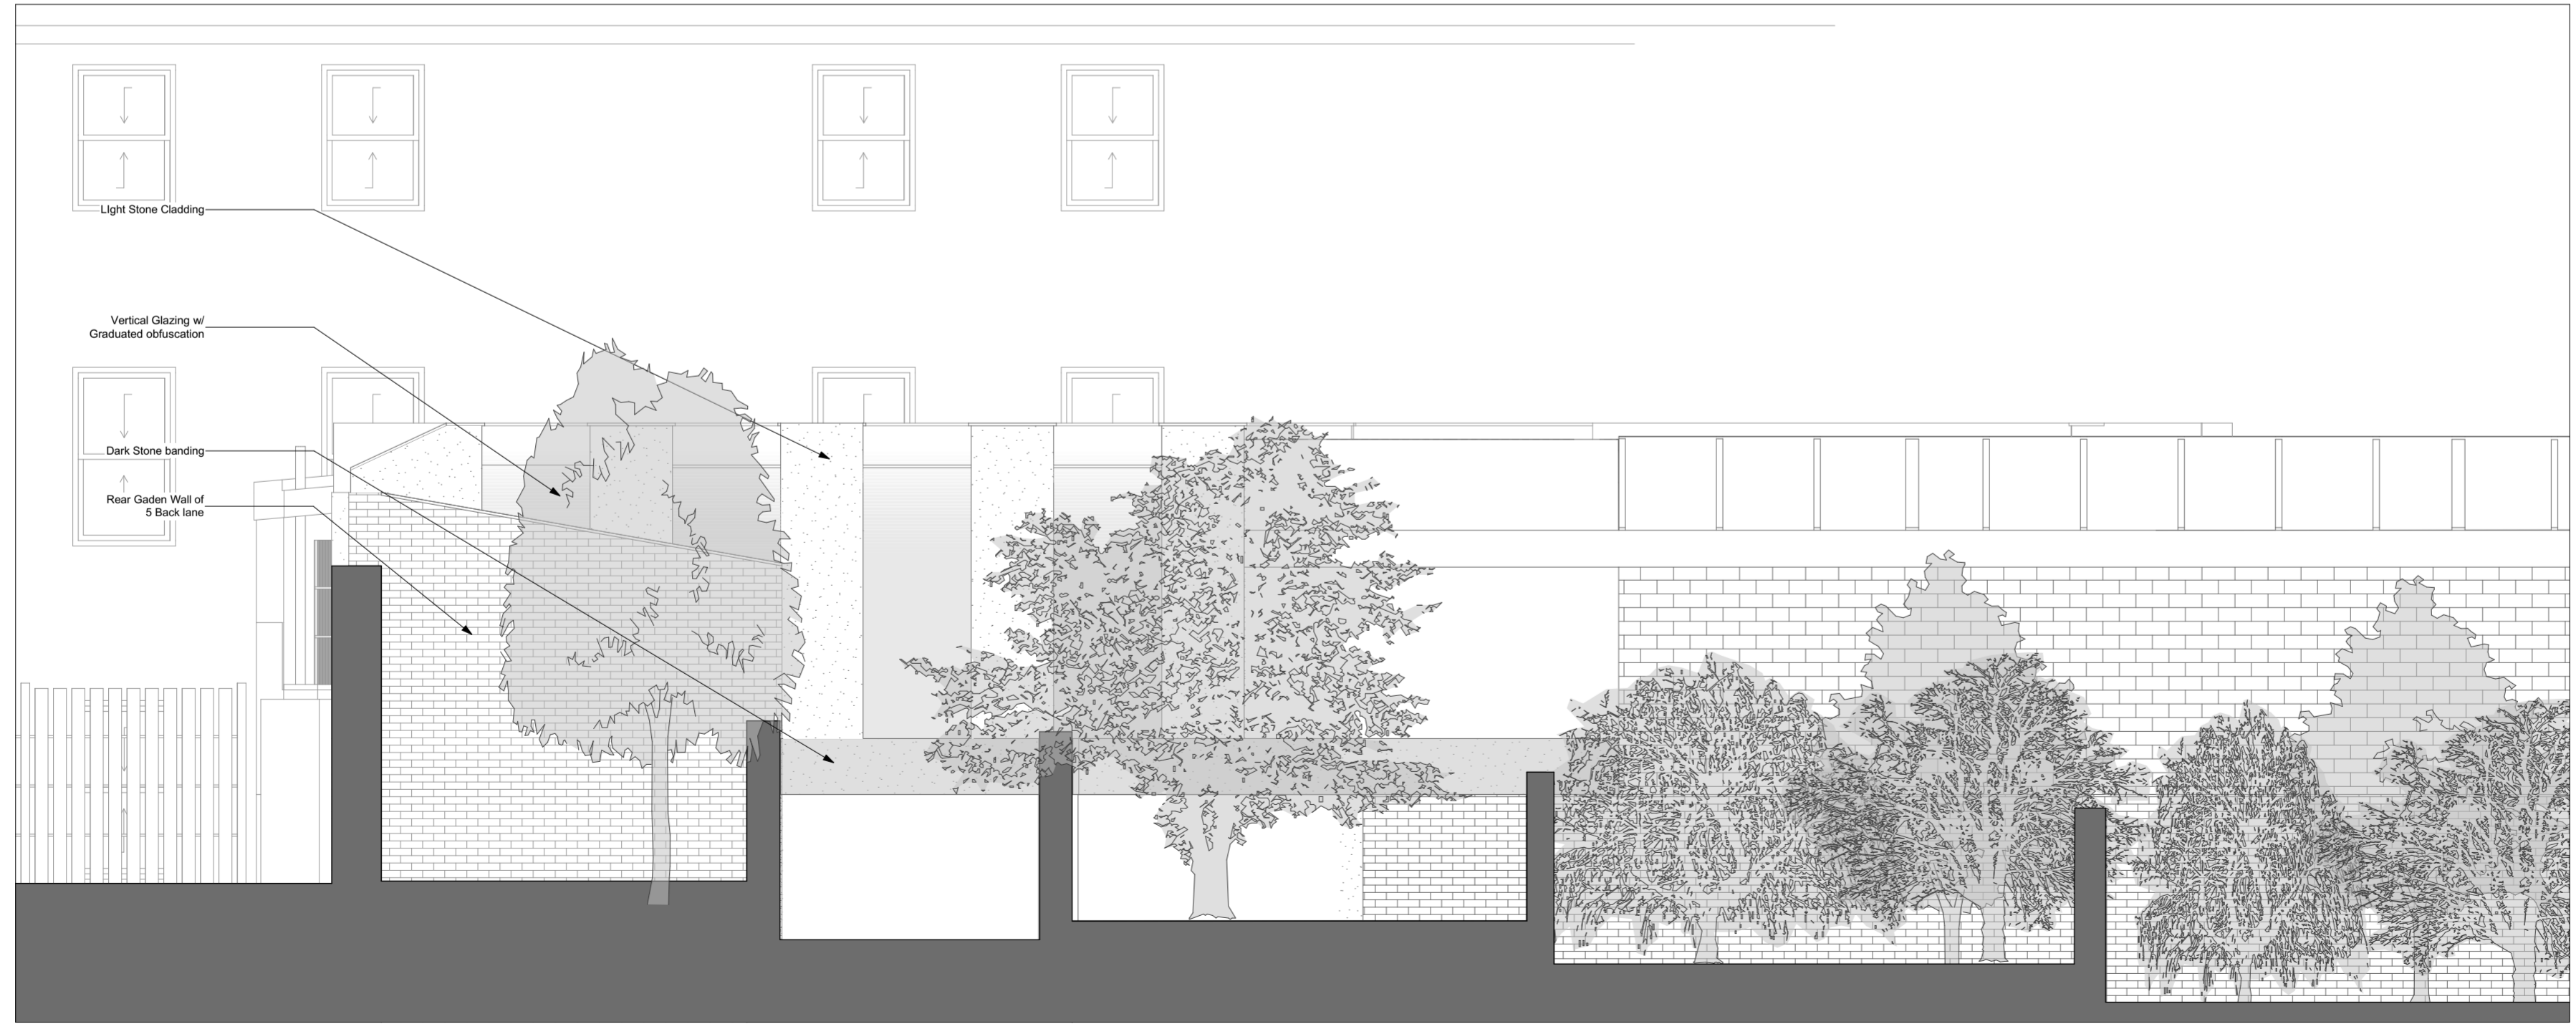 LIght Stone Cladding
Vertical Glazing w/
Graduated obfuscation
Dark Stone banding
Rear Gaden Wall of
5 Back lane